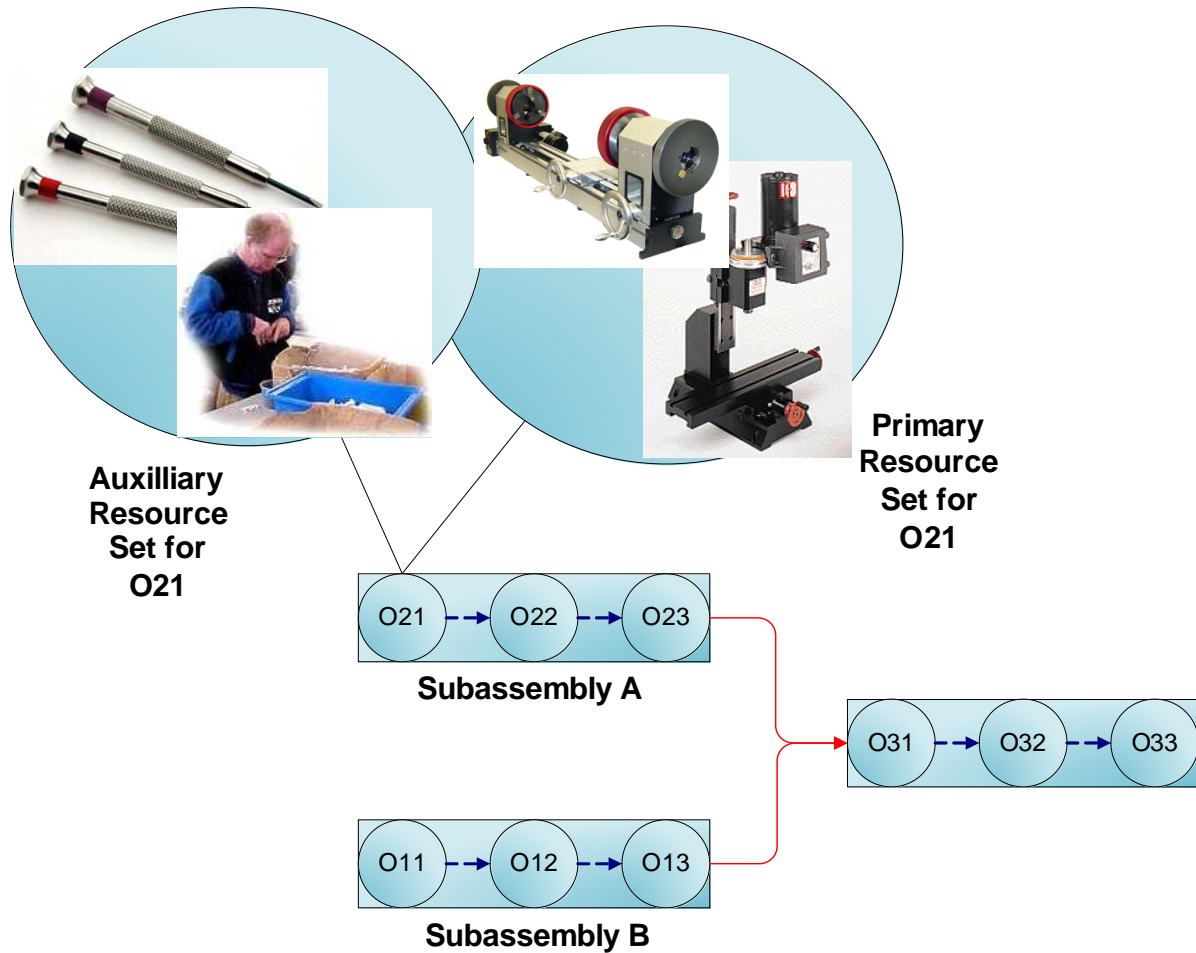 Auxilliary
Resource
Set for
O21
Primary
Resource
Set for
O21
O21
O22
O23
Subassembly A
O31
O32
O33
O11
O12
O13
Subassembly B